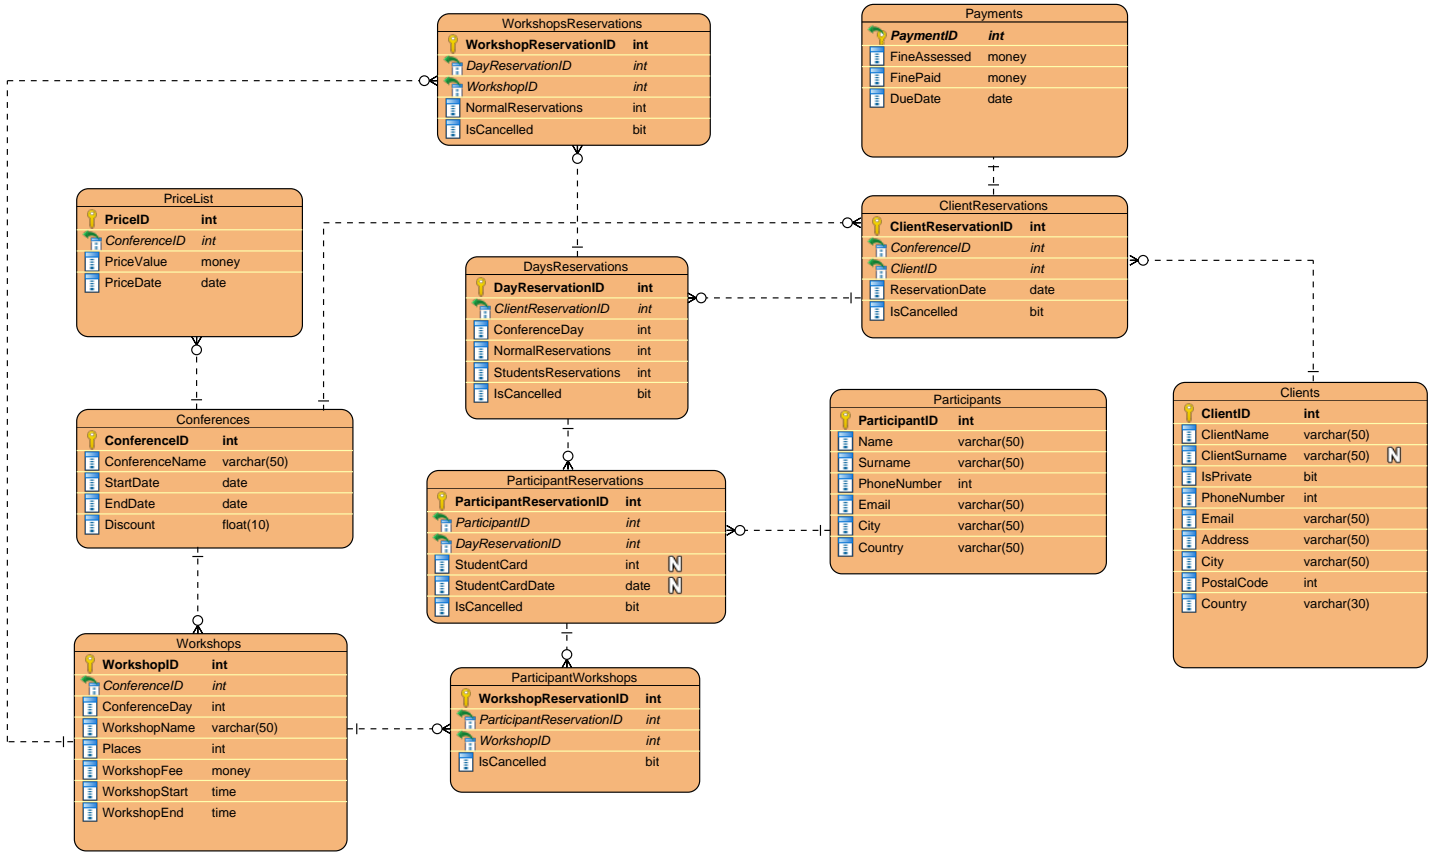 WorkshopsReservations
WorkshopReservationID int
DayReservationID int
WorkshopID int
NormalReservations int
IsCancelled bit
Payments
PaymentID int
FineAssessed money
FinePaid money
DueDate date
PriceList
PriceID int
ConferenceID int
PriceValue money
PriceDate date
ClientReservations
ClientReservationID int
ConferenceID int
ClientID int
ReservationDate date
IsCancelled bit
DaysReservations
DayReservationID int
ClientReservationID int
ConferenceDay int
NormalReservations int
StudentsReservations int
IsCancelled bit
Conferences
ConferenceID int
ConferenceName varchar(50)
StartDate date
EndDate date
Discount float(10)
Participants
ParticipantID int
Name varchar(50)
Surname varchar(50)
PhoneNumber int
Email varchar(50)
City varchar(50)
Country varchar(50)
Clients
ClientID int
ClientName varchar(50)
ClientSurname varchar(50) N
IsPrivate bit
PhoneNumber int
Email varchar(50)
Address varchar(50)
City varchar(50)
PostalCode int
Country varchar(30)
ParticipantReservations
ParticipantReservationID int
ParticipantID int
DayReservationID int
StudentCard int N
StudentCardDate date N
IsCancelled bit
Workshops
WorkshopID int
ConferenceID int
ConferenceDay int
WorkshopName varchar(50)
Places int
WorkshopFee money
WorkshopStart time
WorkshopEnd time
ParticipantWorkshops
WorkshopReservationID int
ParticipantReservationID int
WorkshopID int
IsCancelled bit